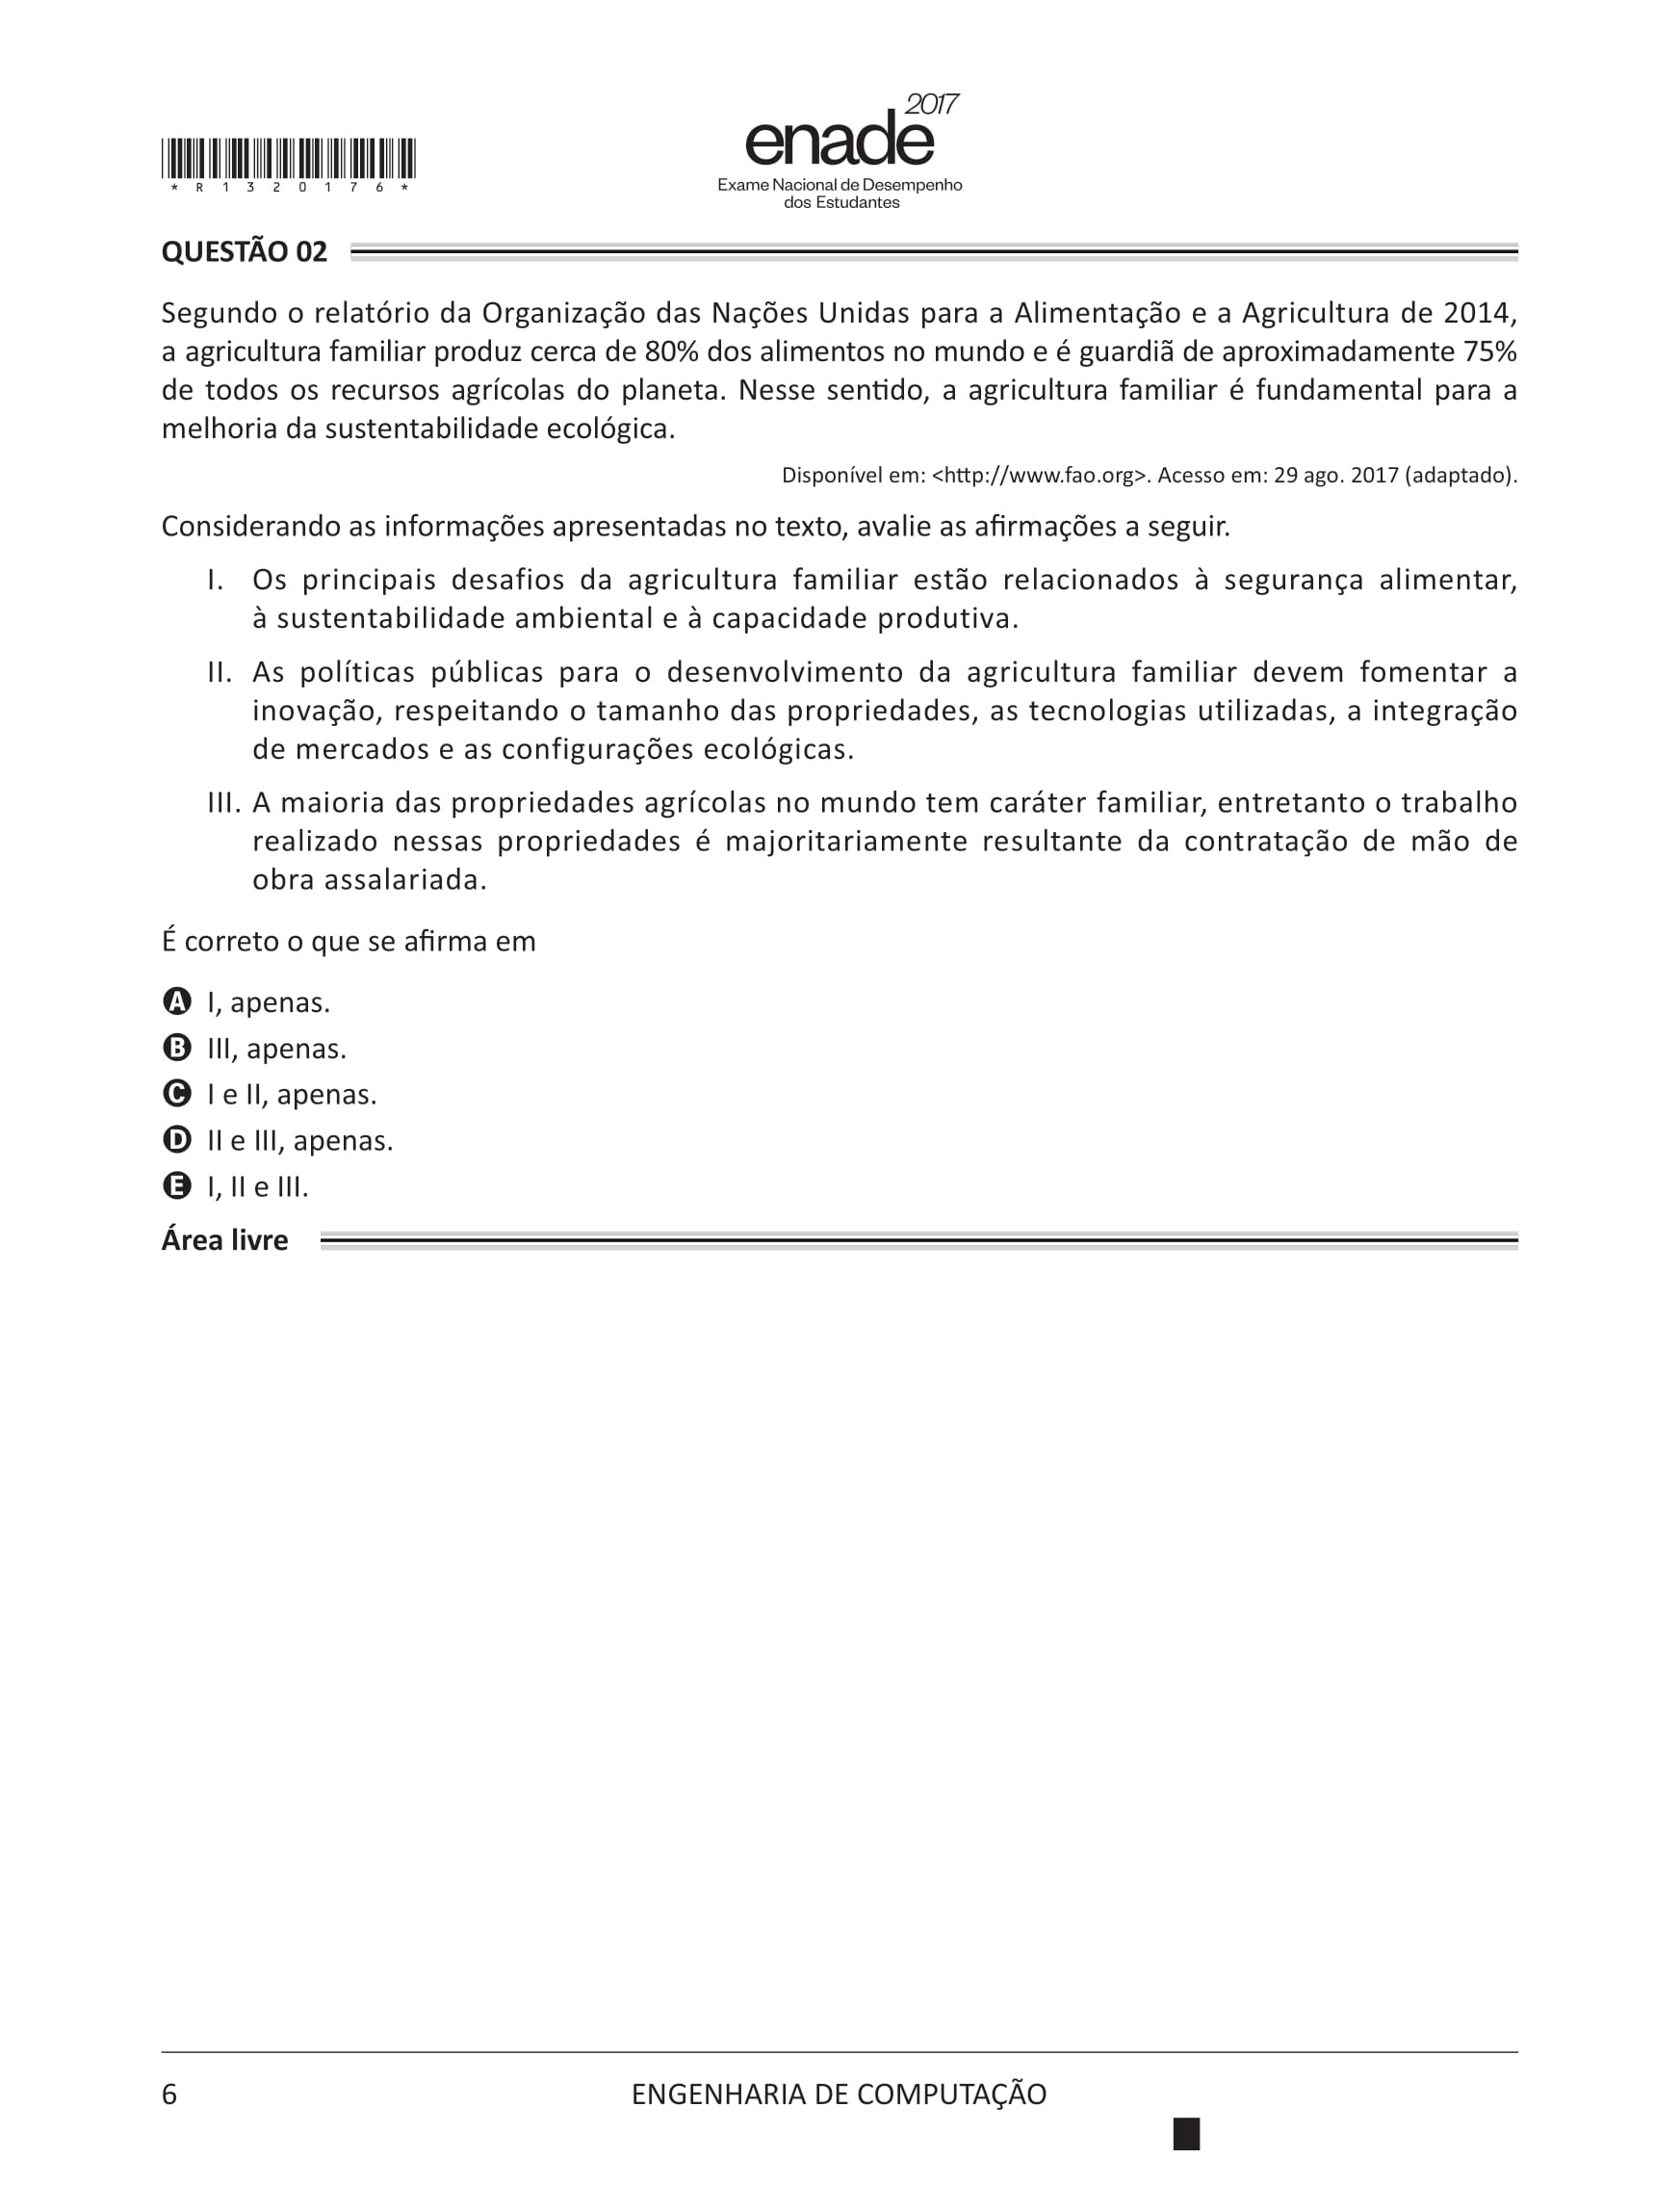 2017
enade
Exame Nacional de Desempenho
dos Estudantes
*R1320176*
QUESTÃO 02
Segundo o relatório da Organização das Nações Unidas para a Alimentação e a Agricultura de 2014,
a agricultura familiar produz cerca de 80% dos alimentos no mundo e é guardiã de aproximadamente 75%
de todos os recursos agrícolas do planeta. Nesse sentido, a agricultura familiar é fundamental para a
melhoria da sustentabilidade ecológica.
Disponível em: <http://www.fao.org>. Acesso em: 29 ago. 2017 (adaptado).
Considerando as informações apresentadas no texto, avalie as afirmações a seguir.
I. Os principais desafios da agricultura familiar estão relacionados à segurança alimentar,
à sustentabilidade ambiental e à capacidade produtiva.
II. As políticas públicas para o desenvolvimento da agricultura familiar devem fomentar a
inovação, respeitando o tamanho das propriedades, as tecnologias utilizadas, a integração
de mercados e as configurações ecológicas.
III. A maioria das propriedades agrícolas no mundo tem caráter familiar, entretanto o trabalho
realizado nessas propriedades é majoritariamente resultante da contratação de mão de
obra assalariada.
É correto o que se afirma em
A I, apenas.
B III, apenas.
C I e II, apenas.
D II e III, apenas.
E I, II e III.
Área livre
6
ENGENHARIA DE COMPUTAÇÃO